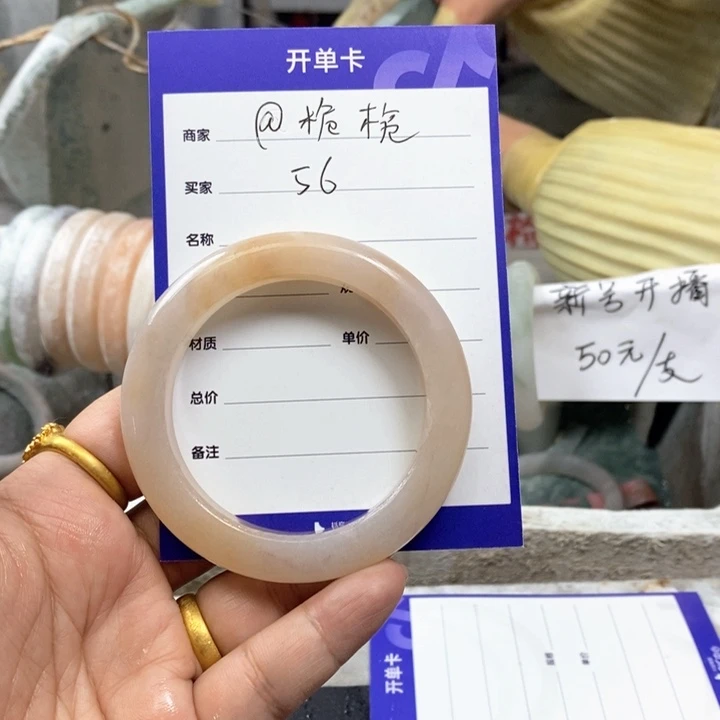 开单卡
商家 @桅桅
买家 56
名称
材质 单价
总价
备注
新号开播
50元/支
开单卡